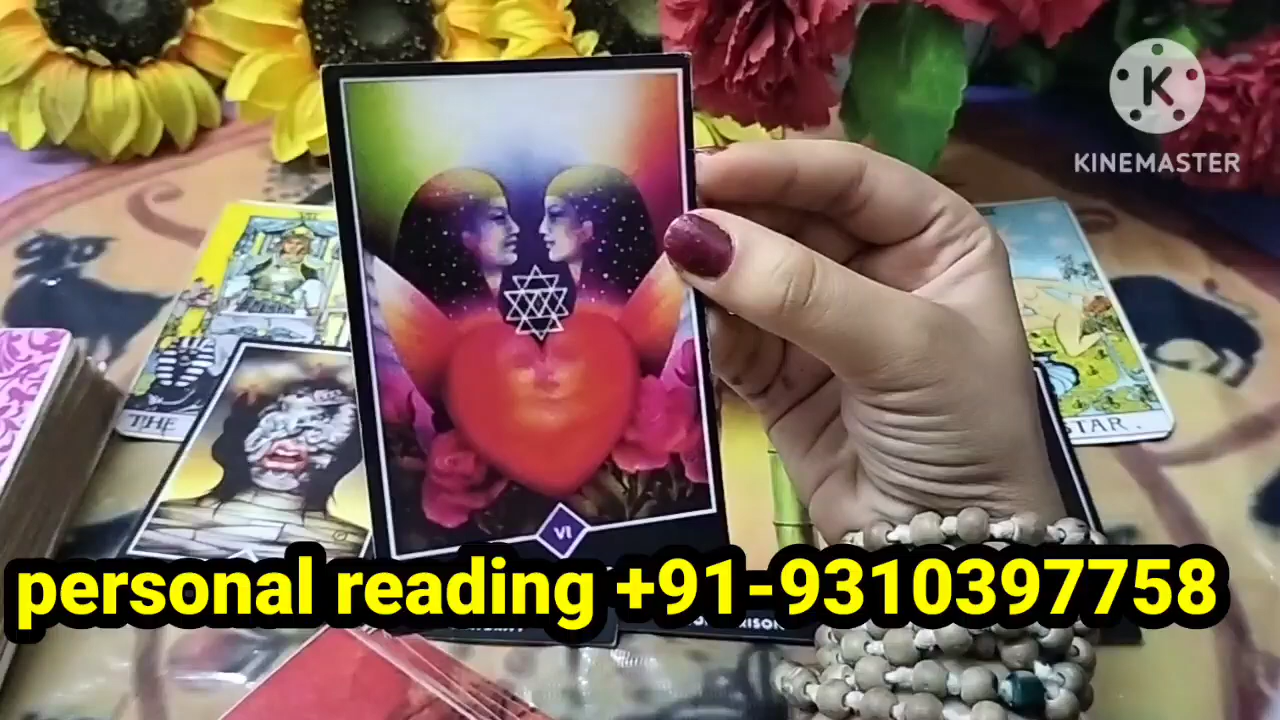 K
KINEMASTER
THE
STAR.
VI
personal reading +91-9310397758